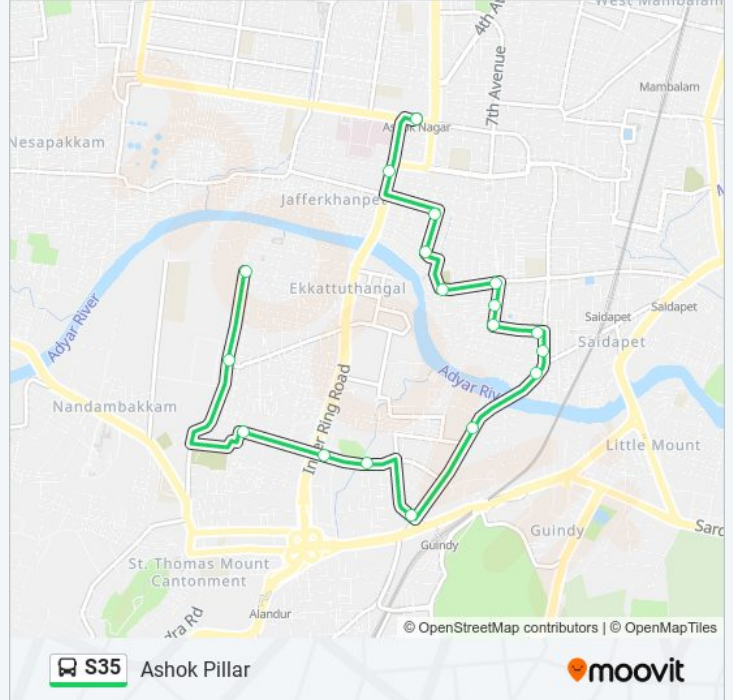 West Mambalam
4th Av
7th Avenue
Mambalam
Ashok Nagar
Nesapakkam
Jafferkhanpet
Ekkattuthangal
Adyar River
Saidapet
Saidapet
Saidapet
Adyar Rive
Nandambakkam
Inner Ring Road
Little Mount
Guindy
Sard
Guindy
St. Thomas Mount
Cantonment
Alandur
dra Rd
© OpenStreetMap contributors | © OpenMapTiles
S35 Ashok Pillar
moovit